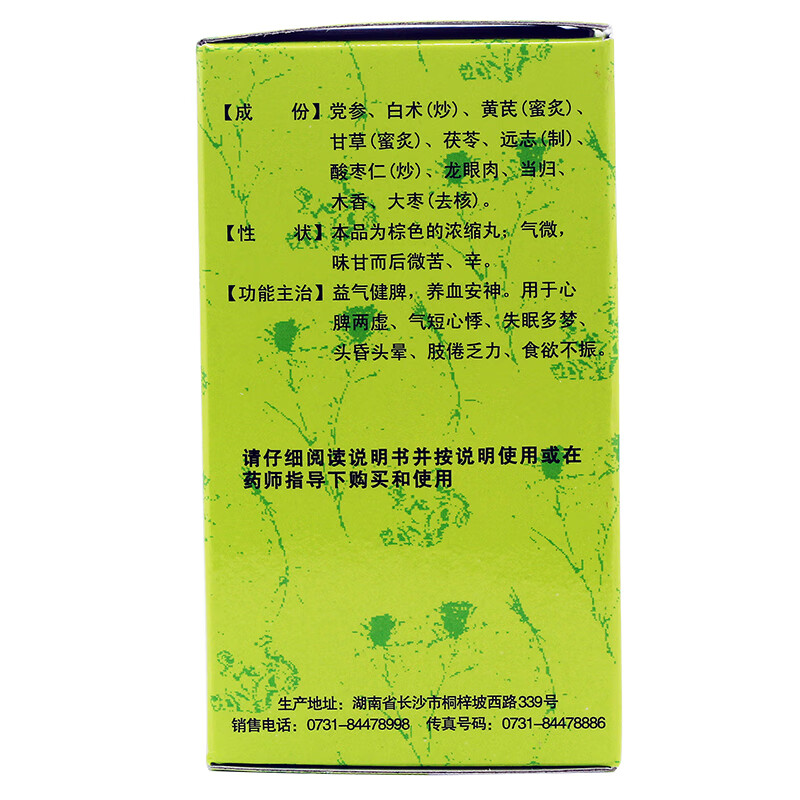 【成　　份】党参、白术(炒)、黄芪(蜜炙)、
甘草(蜜炙)、茯苓、远志(制)、
酸枣仁(炒)、龙眼肉、当归、
木香、大枣(去核)。
【性　　状】本品为棕色的浓缩丸；气微，
味甘而后微苦、辛。
【功能主治】益气健脾，养血安神。用于心
脾两虚、气短心悸、失眠多梦、
头昏头晕、肢倦乏力、食欲不振。
请仔细阅读说明书并按说明使用或在
药师指导下购买和使用
生产地址：湖南省长沙市桐梓坡西路339号
销售电话：0731-84478998　传真号码：0731-84478886